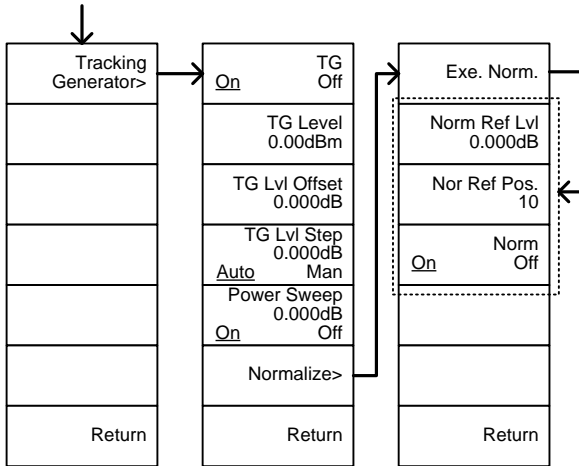 Tracking
Generator>
Return
TG
On Off
TG Level
0.00dBm
TG Lvl Offset
0.000dB
TG Lvl Step
0.000dB
Auto Man
Power Sweep
0.000dB
On Off
Normalize>
Return
Exe. Norm.
Norm Ref Lvl
0.000dB
Nor Ref Pos.
10
Norm
On Off
Return